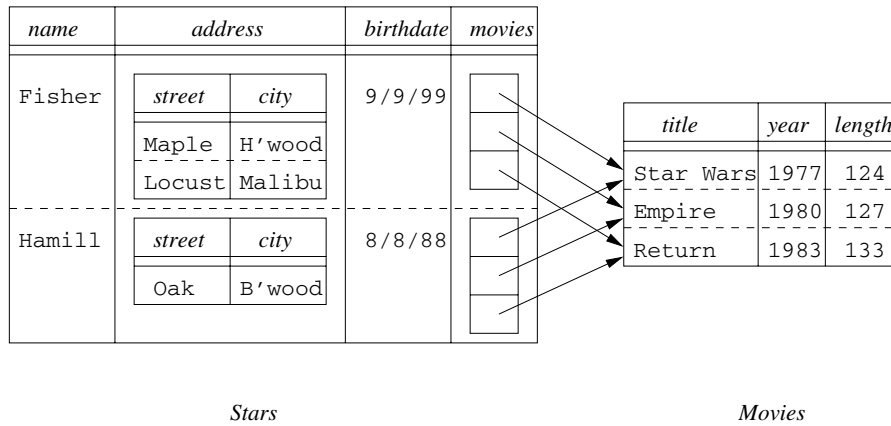 name address birthdate movies
Fisher street city 9/9/99
Maple H'wood
Locust Malibu
Hamill street city 8/8/88
Oak B'wood
title year length
Star Wars 1977 124
Empire 1980 127
Return 1983 133
Stars Movies